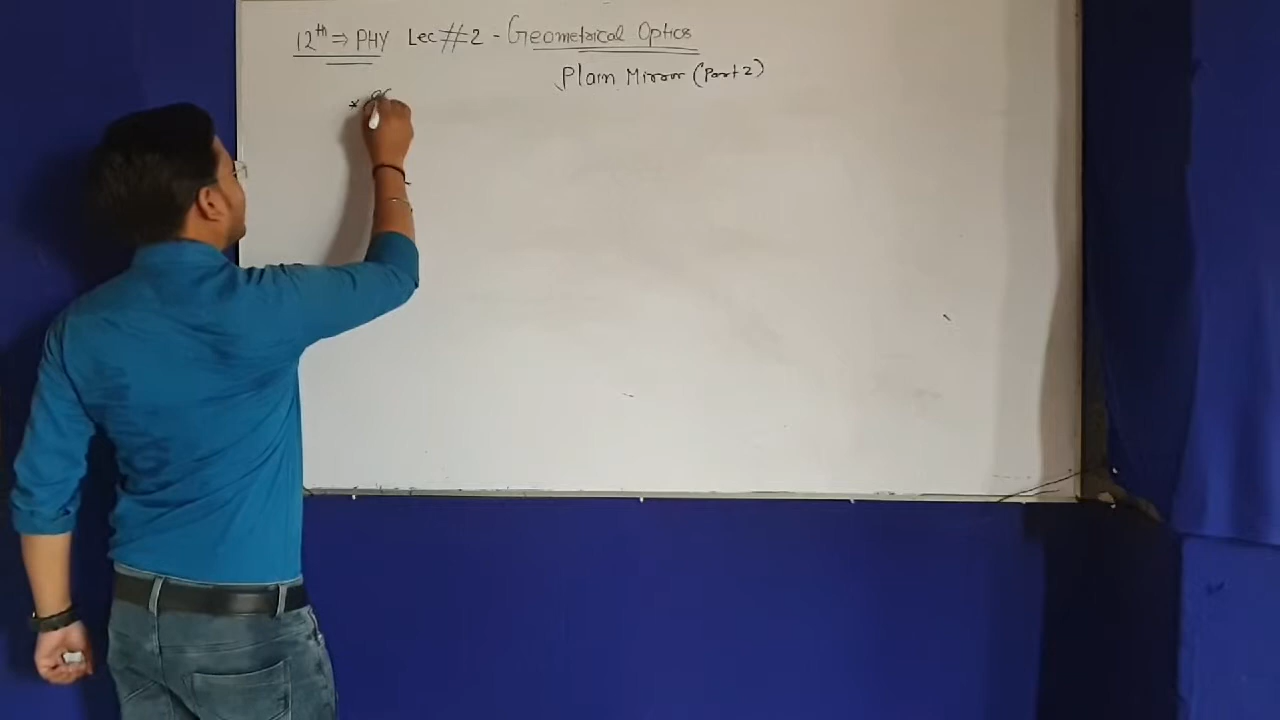 12th ⇒ PHY Lec #2 - Geometrical Optics
Plain Mirror (Part 2)
*